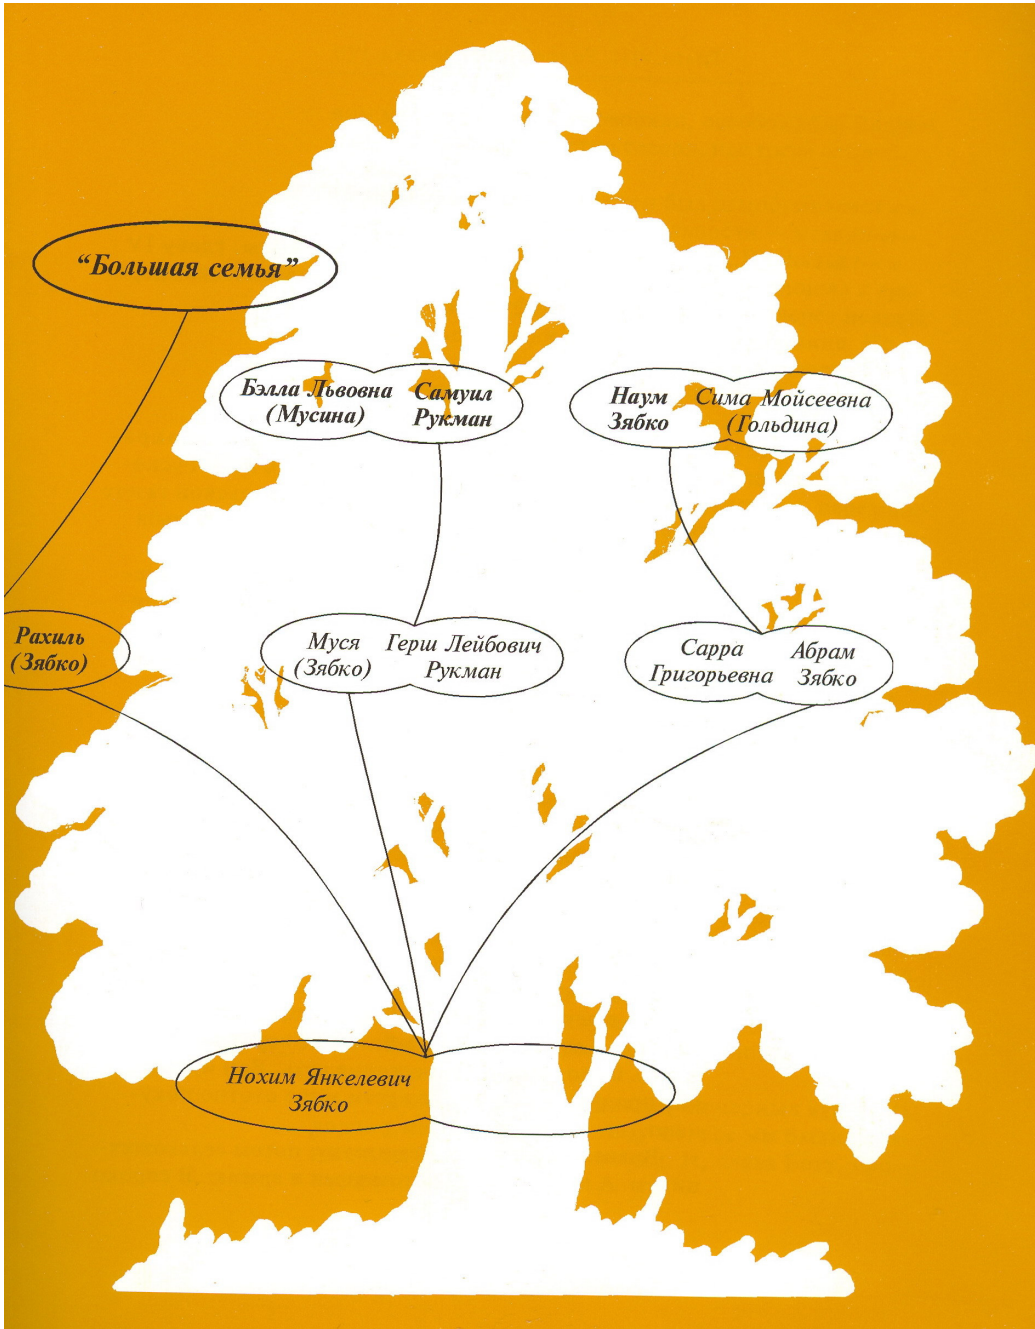 “Большая семья”
Бэлла Львовна
(Мусина)
Самуил
Рукман
Наум
Зябко
Сима Мойсеевна
(Гольдина)
Рахиль
(Зябко)
Муся
(Зябко)
Герш Лейбович
Рукман
Сарра
Григорьевна
Абрам
Зябко
Нохим Янкелевич
Зябко